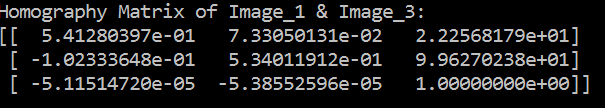 Homography Matrix of Image_1 & Image_3:
[[ 5.41280397e-01 7.33050131e-02 2.22568179e+01]
[ -1.02333648e-01 5.34011912e-01 9.96270238e+01]
[ -5.11514720e-05 -5.38552596e-05 1.00000000e+00]]